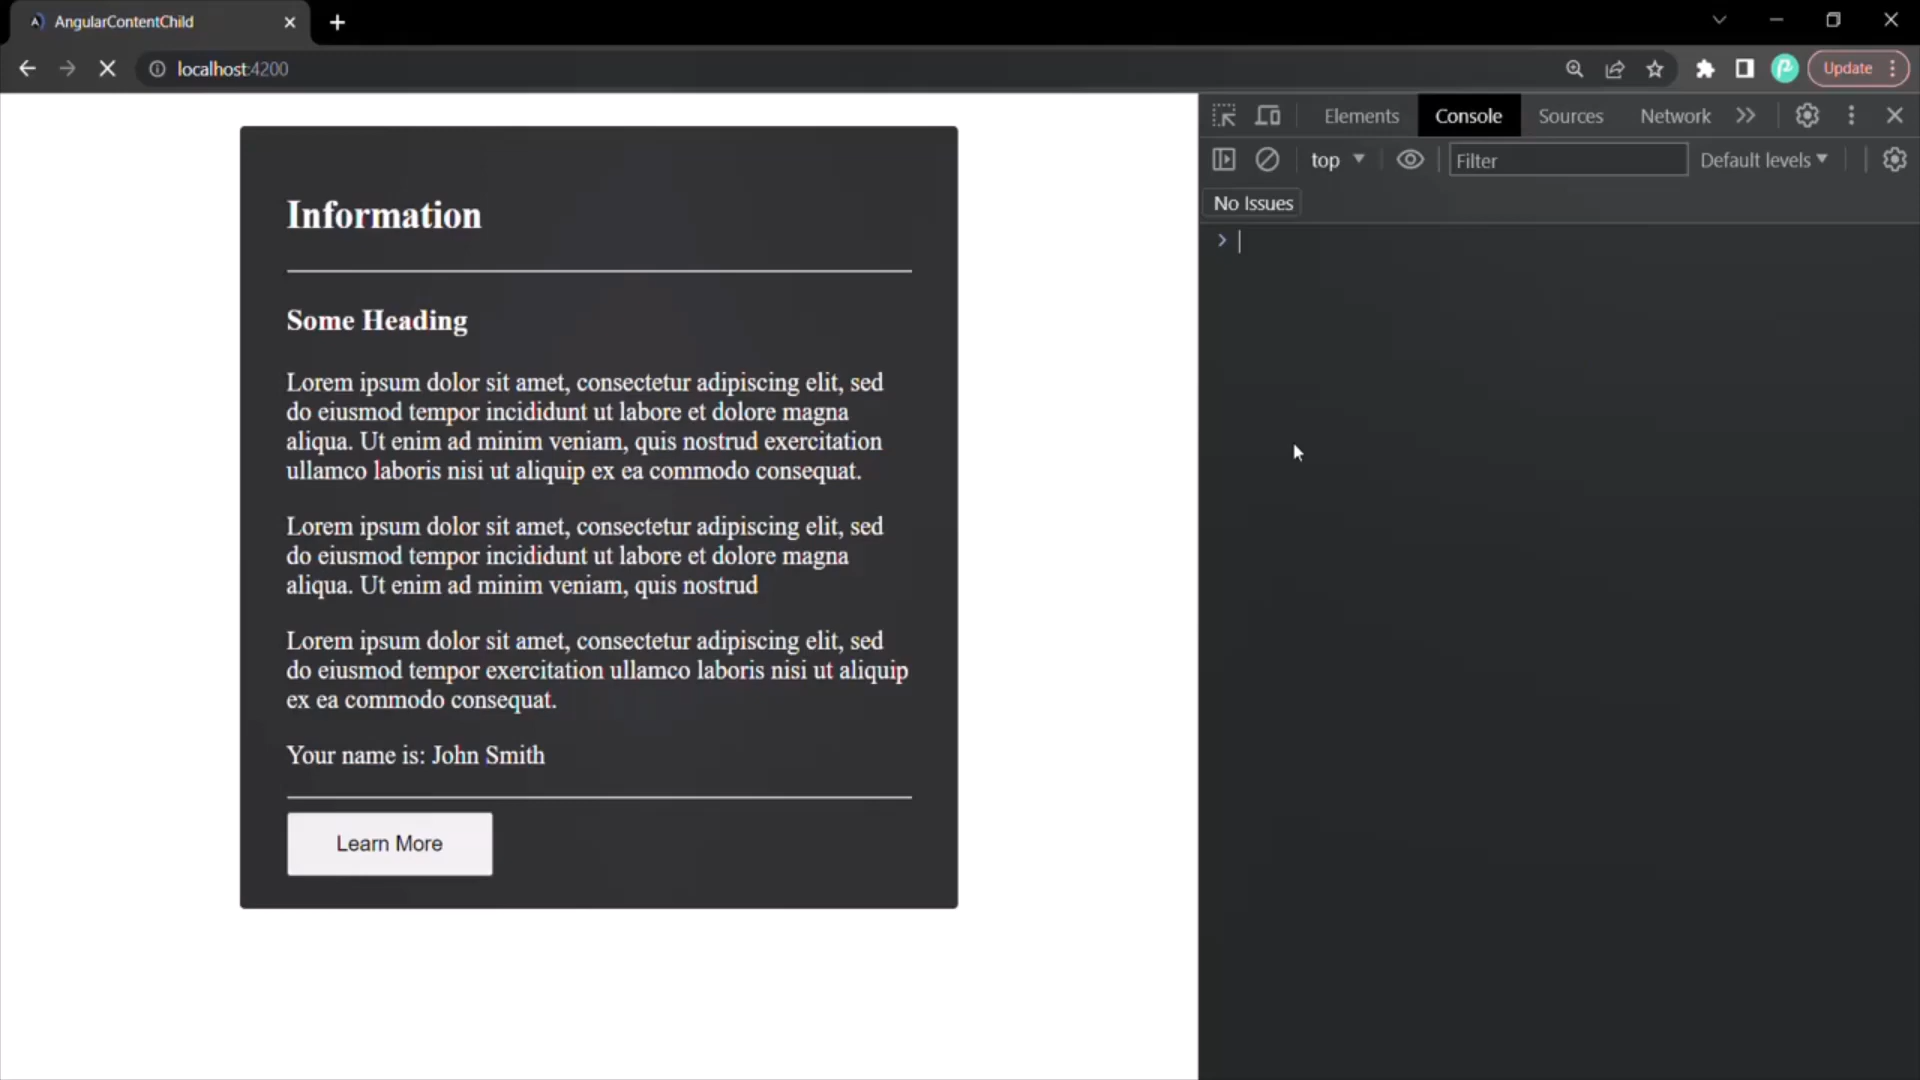 AngularContentChild
localhost:4200
Update
Information
Some Heading
Lorem ipsum dolor sit amet, consectetur adipiscing elit, sed
do eiusmod tempor incididunt ut labore et dolore magna
aliqua. Ut enim ad minim veniam, quis nostrud exercitation
ullamco laboris nisi ut aliquip ex ea commodo consequat.
Lorem ipsum dolor sit amet, consectetur adipiscing elit, sed
do eiusmod tempor incididunt ut labore et dolore magna
aliqua. Ut enim ad minim veniam, quis nostrud
Lorem ipsum dolor sit amet, consectetur adipiscing elit, sed
do eiusmod tempor exercitation ullamco laboris nisi ut aliquip
ex ea commodo consequat.
Your name is: John Smith
Learn More
Elements Console Sources Network
top Filter Default levels
No Issues